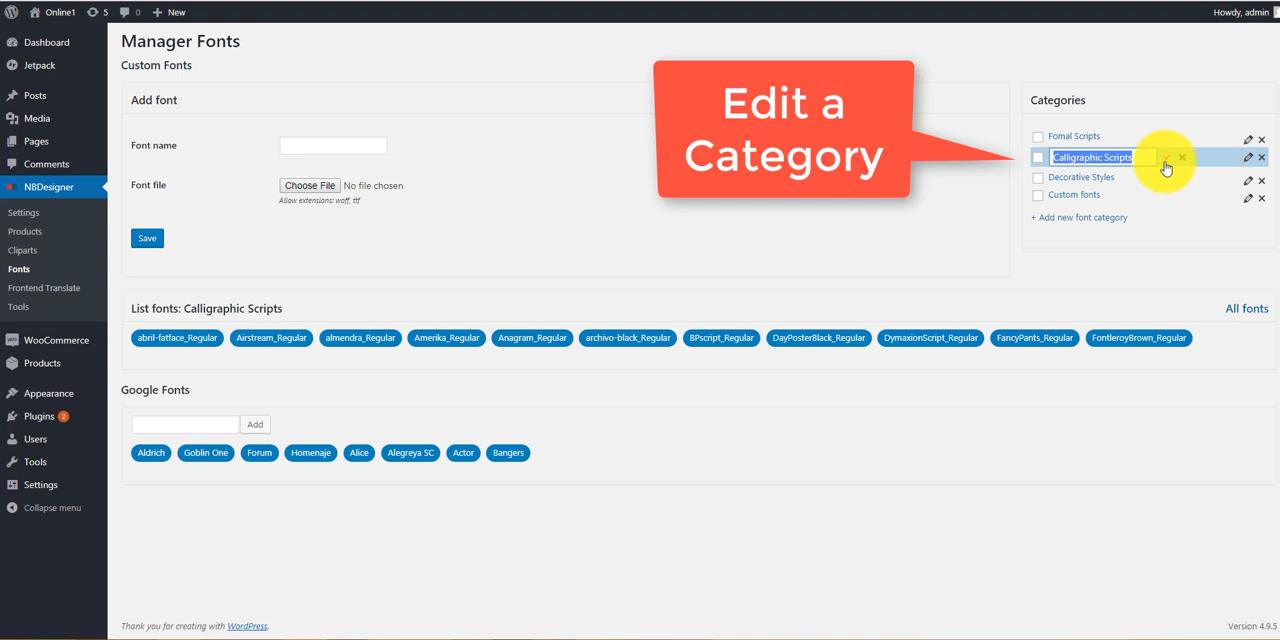 Online1 5 0 New Howdy, admin
Dashboard
Jetpack
Posts
Media
Pages
Comments
NBDesigner
Settings
Products
Cliparts
Fonts
Frontend Translate
Tools
WooCommerce
Products
Appearance
Plugins 2
Users
Tools
Settings
Collapse menu
Manager Fonts
Custom Fonts
Add font
Font name
Font file
Choose File No file chosen
Allow extensions: woff, ttf
Save
Edit a
Category
Categories
Fomal Scripts
Calligraphic Scripts
Decorative Styles
Custom fonts
+ Add new font category
List fonts: Calligraphic Scripts All fonts
abril-fatface_Regular Airstream_Regular almendra_Regular Amerika_Regular Anagram_Regular archivo-black_Regular BPscript_Regular DayPosterBlack_Regular DymaxionScript_Regular FancyPants_Regular FontleroyBrown_Regular
Google Fonts
Add
Aldrich Goblin One Forum Homenaje Alice Alegreya SC Actor Bangers
Thank you for creating with WordPress. Version 4.9.5